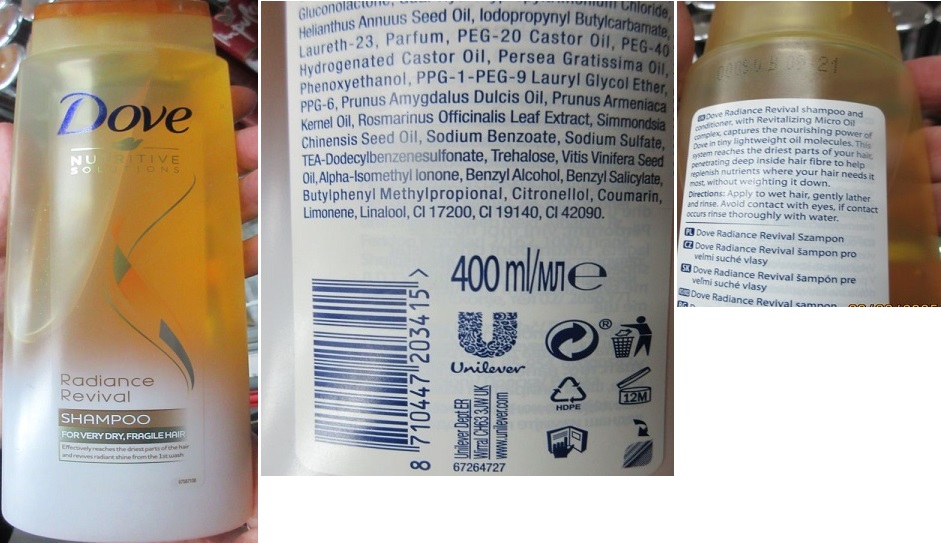 Dove
NUTRITIVE
SOLUTIONS
Radiance
Revival
SHAMPOO
FOR VERY DRY, FRAGILE HAIR
Effectively reaches the driest parts of the hair
and revives radiant shine from the 1st wash
Gluconolactone, Chloride,
Helianthus Annuus Seed Oil, Iodopropynyl Butylcarbamate,
Laureth-23, Parfum, PEG-20 Castor Oil, PEG-40
Hydrogenated Castor Oil, Persea Gratissima Oil,
Phenoxyethanol, PPG-1-PEG-9 Lauryl Glycol Ether,
PPG-6, Prunus Amygdalus Dulcis Oil, Prunus Armeniaca
Kernel Oil, Rosmarinus Officinalis Leaf Extract, Simmondsia
Chinensis Seed Oil, Sodium Benzoate, Sodium Sulfate,
TEA-Dodecylbenzenesulfonate, Trehalose, Vitis Vinifera Seed
Oil, Alpha-Isomethyl Ionone, Benzyl Alcohol, Benzyl Salicylate,
Butylphenyl Methylpropional, Citronellol, Coumarin,
Limonene, Linalool, CI 17200, CI 19140, CI 42090.
400 ml/мл e
8 710447 203415 >
Unilever
®
HDPE
12M
Unilever Dept ER
Wirral CH63 3JW UK
www.unilever.com
67264727
Dove Radiance Revival shampoo and
conditioner, with Revitalizing Micro Oil
complex, captures the nourishing power of
Dove in tiny lightweight oil molecules. This
system reaches the driest parts of your hair,
penetrating deep inside hair fibre to help
replenish nutrients where your hair needs it
most, without weighting it down.
Directions: Apply to wet hair, gently lather
and rinse. Avoid contact with eyes, if contact
occurs rinse thoroughly with water.
PL Dove Radiance Revival Szampon
CZ Dove Radiance Revival šampon pro
velmi suché vlasy
SK Dove Radiance Revival šampón pre
veľmi suché vlasy
Dove Radiance Revival sampon